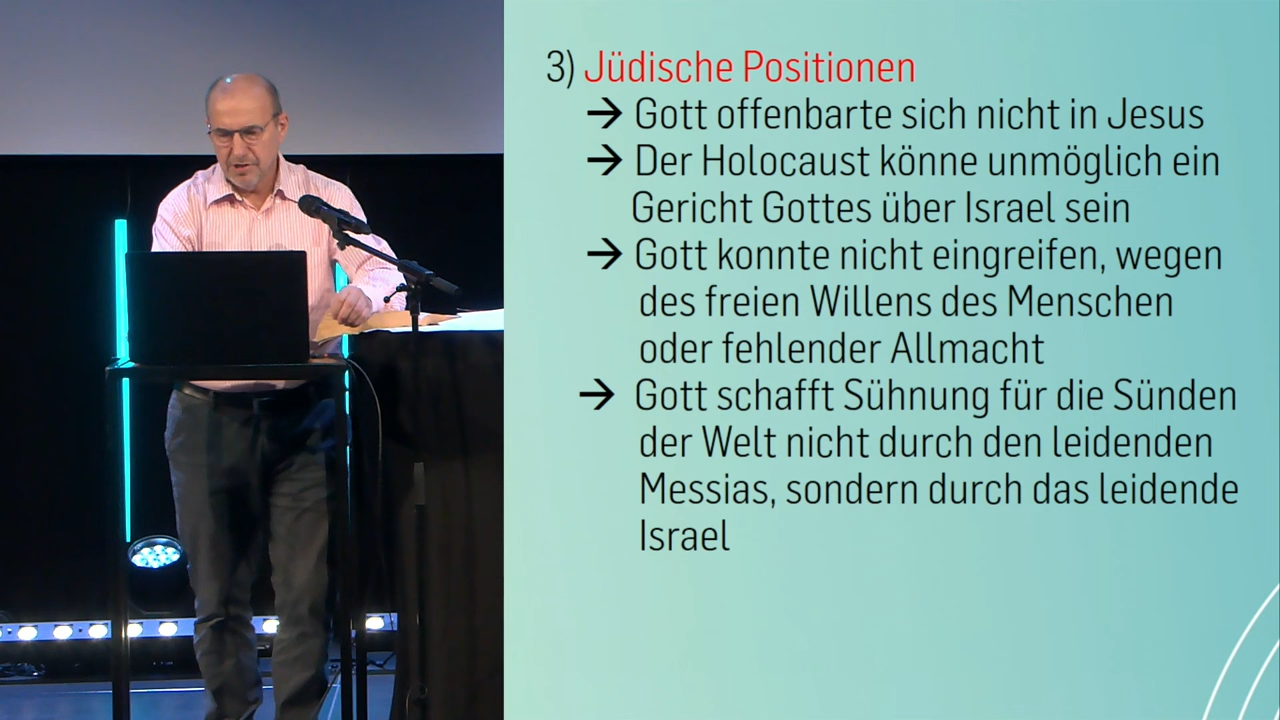 3) Jüdische Positionen
→ Gott offenbarte sich nicht in Jesus
→ Der Holocaust könne unmöglich ein
Gericht Gottes über Israel sein
→ Gott konnte nicht eingreifen, wegen
des freien Willens des Menschen
oder fehlender Allmacht
→ Gott schafft Sühnung für die Sünden
der Welt nicht durch den leidenden
Messias, sondern durch das leidende
Israel